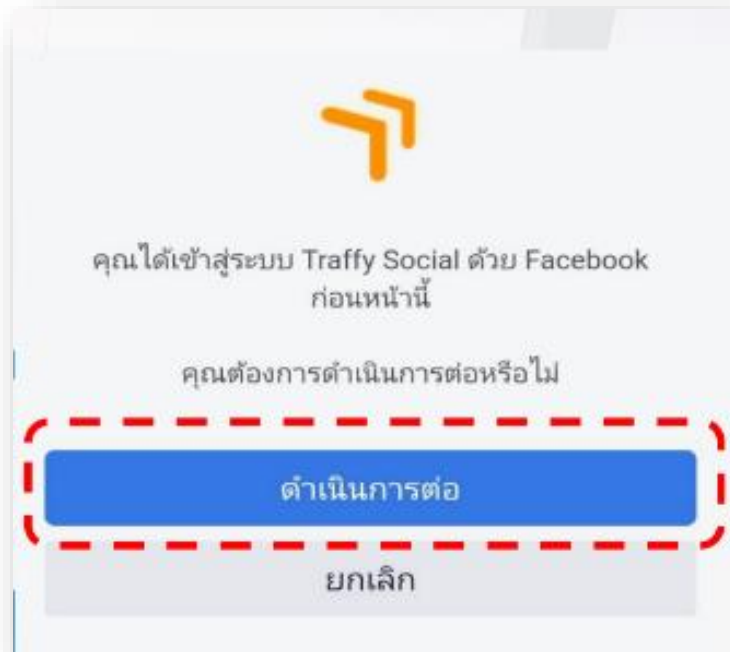 คุณได้เข้าสู่ระบบ Traffy Social ด้วย Facebook
ก่อนหน้านี้
คุณต้องการดำเนินการต่อหรือไม่
ดำเนินการต่อ
ยกเลิก